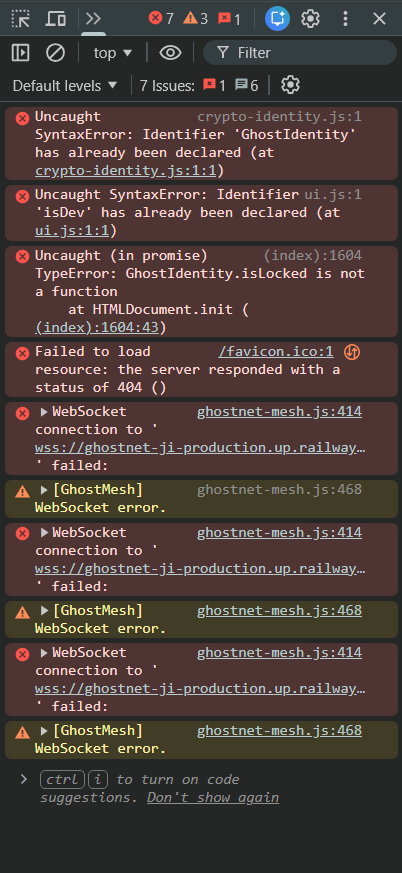 7 3 1
top Filter
Default levels 7 Issues: 1 6
Uncaught crypto-identity.js:1
SyntaxError: Identifier 'GhostIdentity'
has already been declared (at
crypto-identity.js:1:1)
Uncaught SyntaxError: Identifier ui.js:1
'isDev' has already been declared (at
ui.js:1:1)
Uncaught (in promise) (index):1604
TypeError: GhostIdentity.isLocked is not
a function
at HTMLDocument.init (
(index):1604:43)
Failed to load /favicon.ico:1
resource: the server responded with a
status of 404 ()
WebSocket ghostnet-mesh.js:414
connection to '
wss://ghostnet-ji-production.up.railway…
' failed:
[GhostMesh] ghostnet-mesh.js:468
WebSocket error.
WebSocket ghostnet-mesh.js:414
connection to '
wss://ghostnet-ji-production.up.railway…
' failed:
[GhostMesh] ghostnet-mesh.js:468
WebSocket error.
WebSocket ghostnet-mesh.js:414
connection to '
wss://ghostnet-ji-production.up.railway…
' failed:
[GhostMesh] ghostnet-mesh.js:468
WebSocket error.
ctrl i to turn on code
suggestions. Don't show again